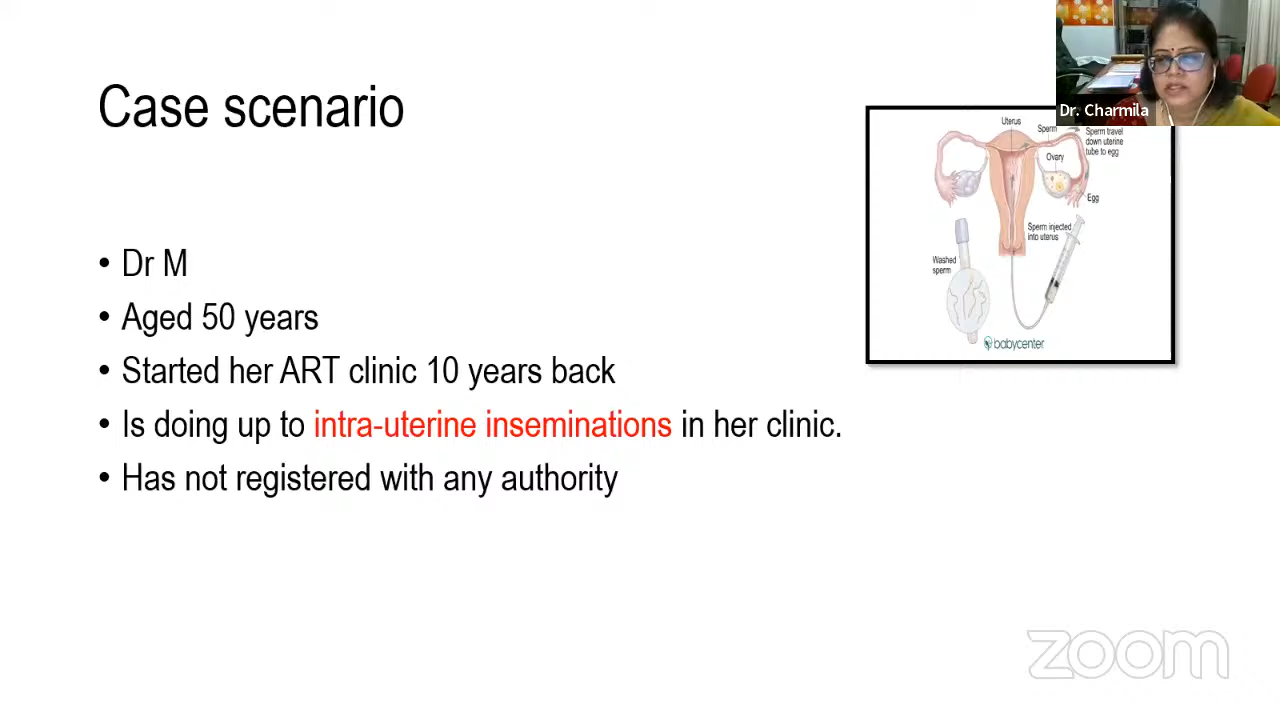 Case scenario
• Dr M
• Aged 50 years
• Started her ART clinic 10 years back
• Is doing up to intra-uterine inseminations in her clinic.
• Has not registered with any authority
Dr. Charmila
Uterus
Sperm
Sperm travel
down uterine
tube to egg
Ovary
Egg
Sperm injected
into uterus
Washed
sperm
babycenter
zoom